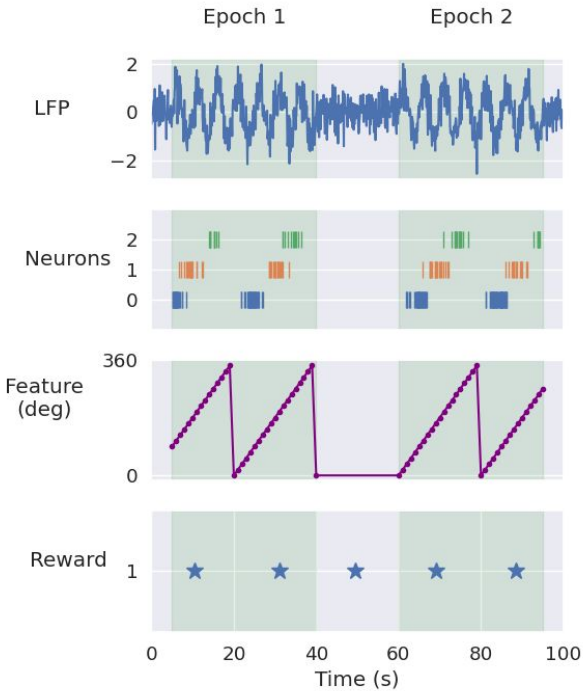 Epoch 1 Epoch 2
LFP
2
0
−2
Neurons
2
1
0
Feature
(deg)
360
0
Reward
1
0 20 40 60 80 100
Time (s)